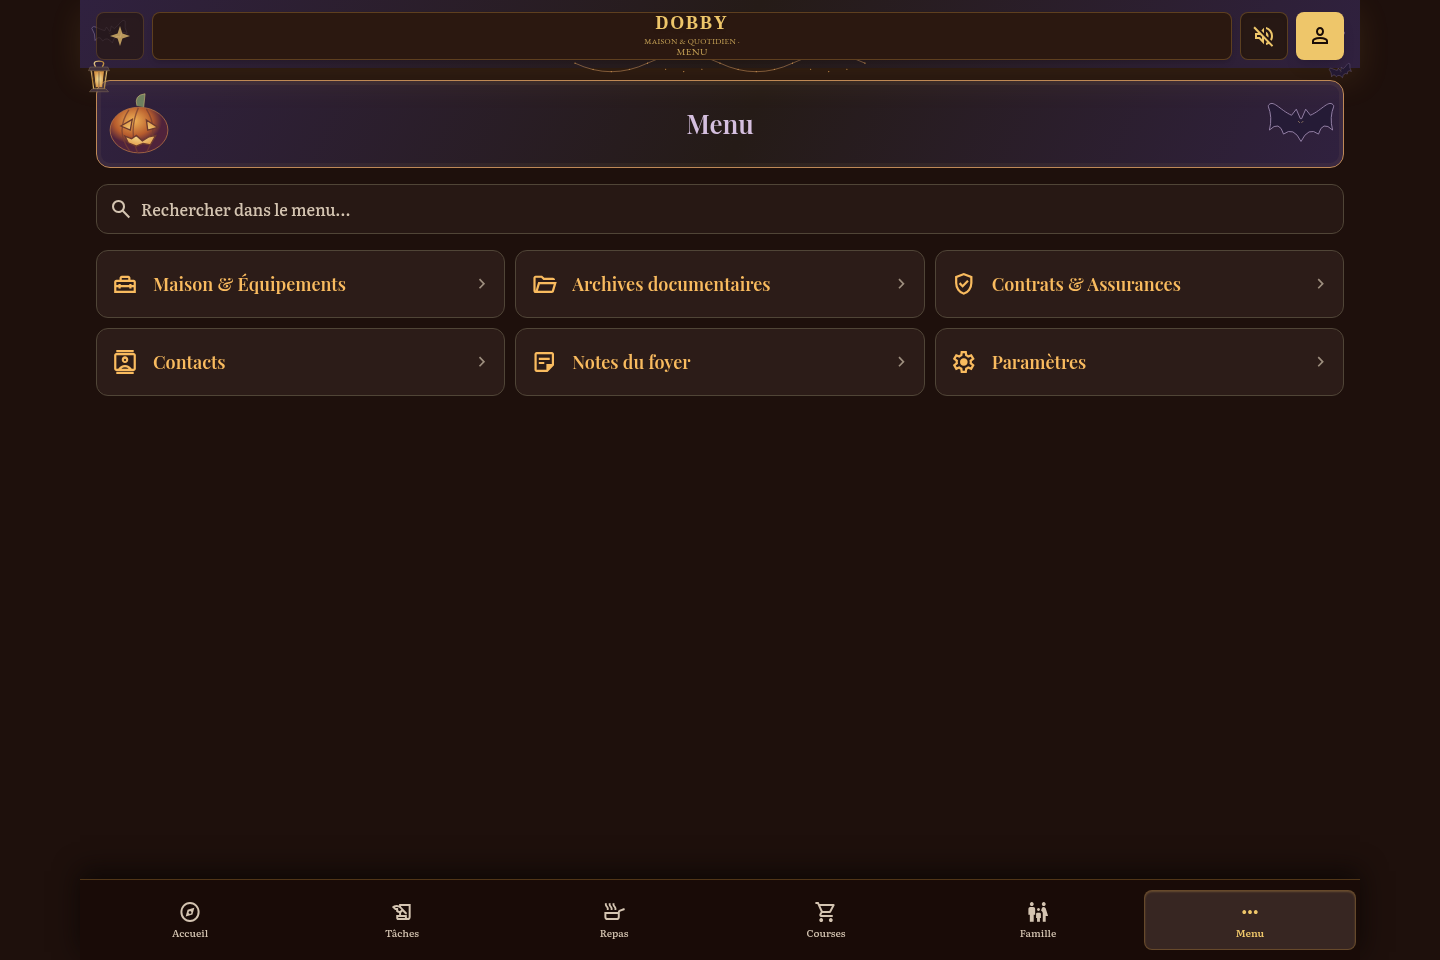 DOBBY
MAISON & QUOTIDIEN ·
MENU
Menu
Rechercher dans le menu...
Maison & Équipements
Archives documentaires
Contrats & Assurances
Contacts
Notes du foyer
Paramètres
Accueil
Tâches
Repas
Courses
Famille
Menu